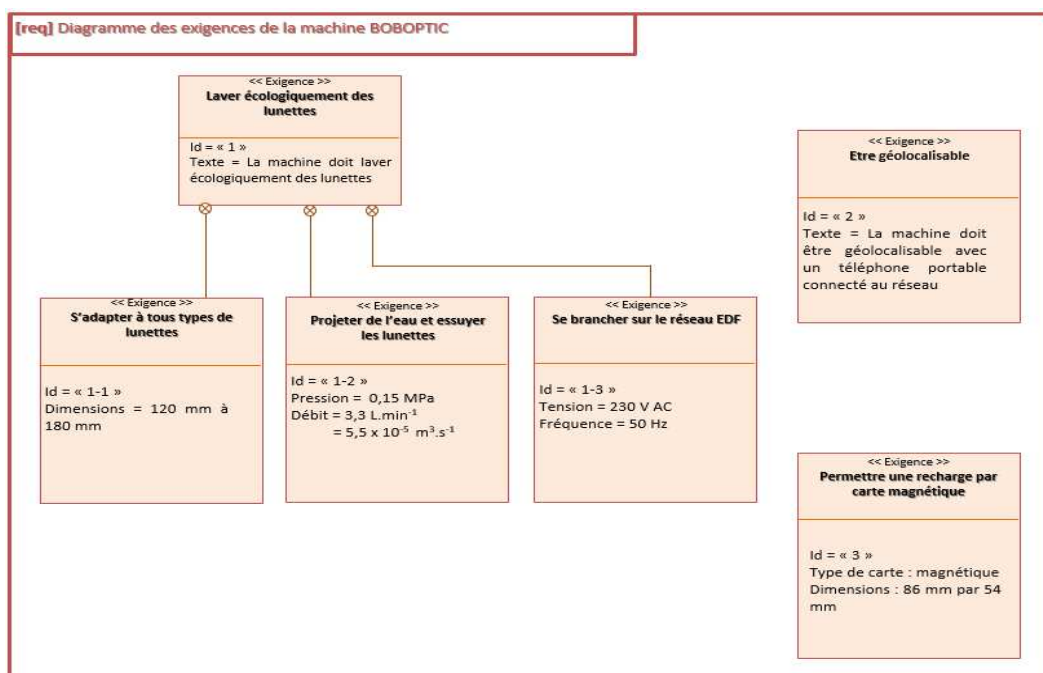 [req] Diagramme des exigences de la machine BOBOPTIC
<< Exigence >>
Laver écologiquement des
lunettes
Id = « 1 »
Texte = La machine doit laver
écologiquement des lunettes
<< Exigence >>
Etre géolocalisable
Id = « 2 »
Texte = La machine doit
être géolocalisable avec
un téléphone portable
connecté au réseau
<< Exigence >>
S'adapter à tous types de
lunettes
Id = « 1-1 »
Dimensions = 120 mm à
180 mm
<< Exigence >>
Projeter de l'eau et essuyer
les lunettes
Id = « 1-2 »
Pression = 0,15 MPa
Débit = 3,3 L.min⁻¹
= 5,5 x 10⁻⁵ m³.s⁻¹
<< Exigence >>
Se brancher sur le réseau EDF
Id = « 1-3 »
Tension = 230 V AC
Fréquence = 50 Hz
<< Exigence >>
Permettre une recharge par
carte magnétique
Id = « 3 »
Type de carte : magnétique
Dimensions : 86 mm par 54
mm